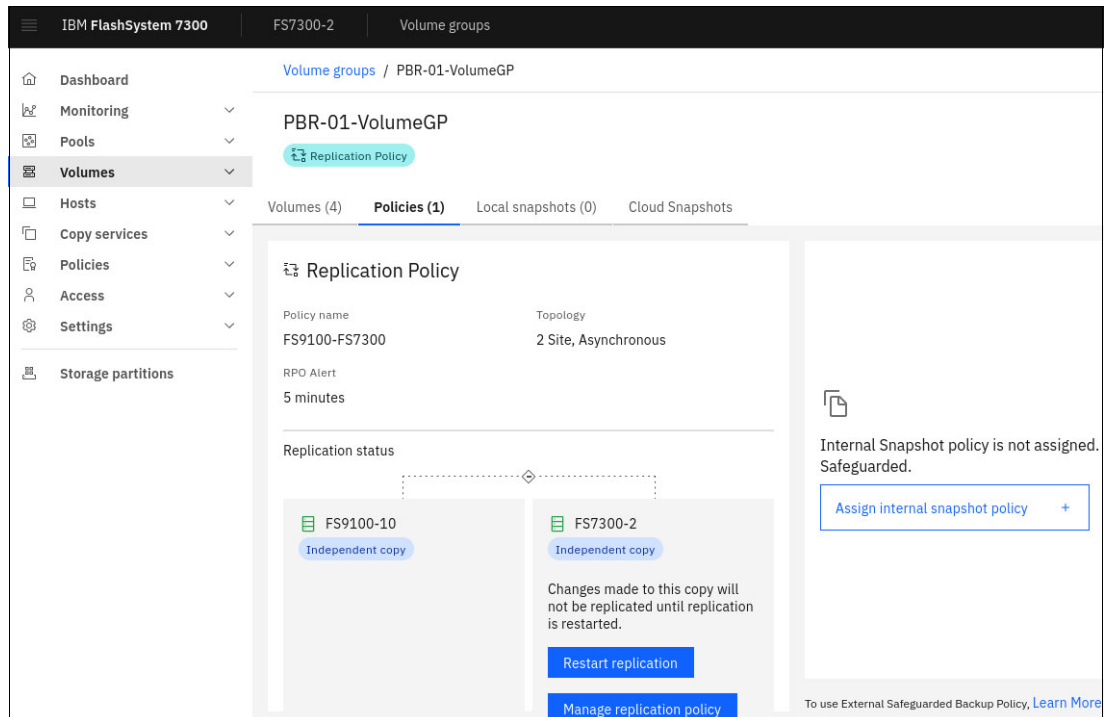 IBM FlashSystem 7300
FS7300-2
Volume groups
Dashboard
Monitoring
Pools
Volumes
Hosts
Copy services
Policies
Access
Settings
Storage partitions
Volume groups / PBR-01-VolumeGP
PBR-01-VolumeGP
Replication Policy
Volumes (4)
Policies (1)
Local snapshots (0)
Cloud Snapshots
Replication Policy
Policy name
FS9100-FS7300
Topology
2 Site, Asynchronous
RPO Alert
5 minutes
Replication status
FS9100-10
Independent copy
FS7300-2
Independent copy
Changes made to this copy will
not be replicated until replication
is restarted.
Restart replication
Manage replication policy
Internal Snapshot policy is not assigned.
Safeguarded.
Assign internal snapshot policy +
To use External Safeguarded Backup Policy, Learn More